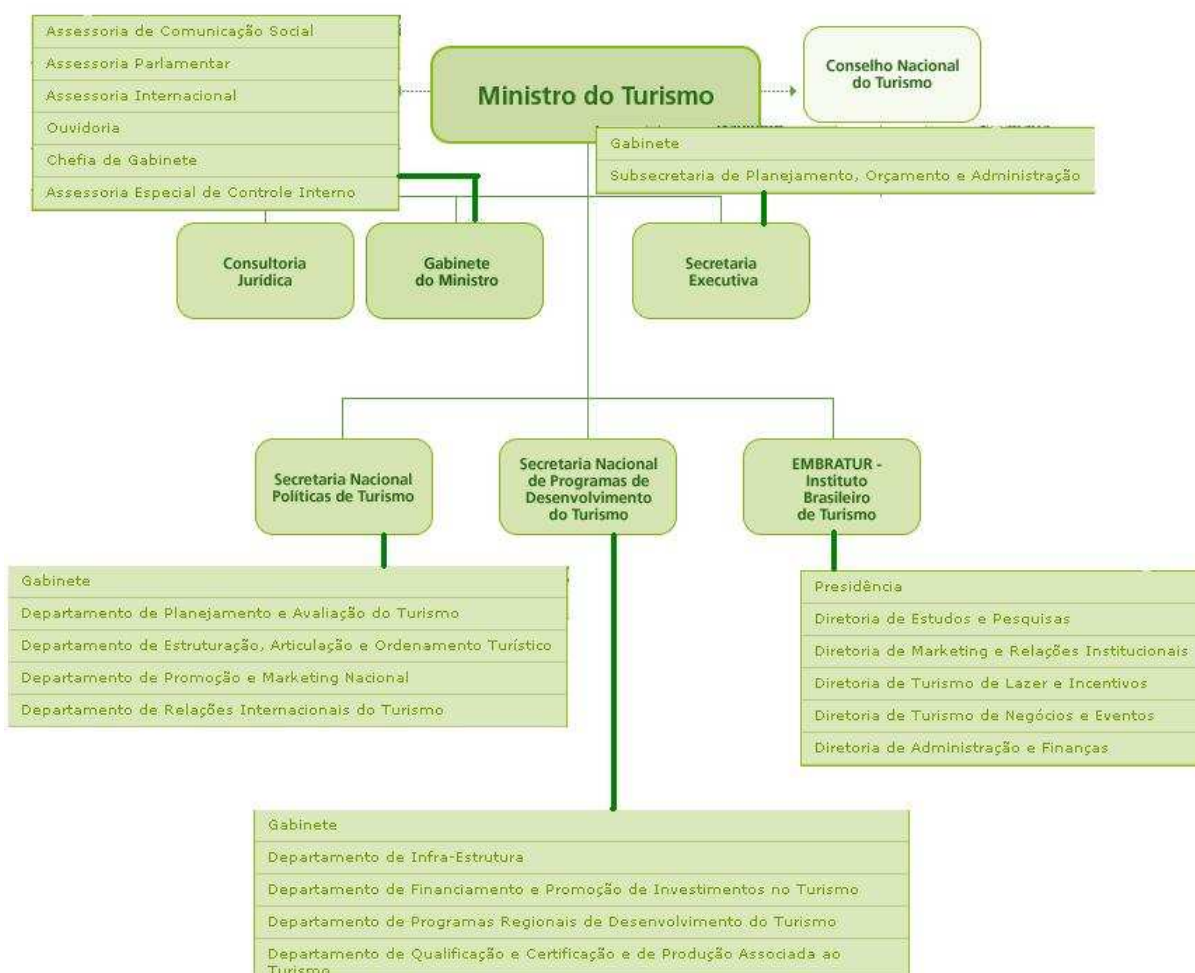 Assessoria de Comunicação Social
Assessoria Parlamentar
Assessoria Internacional
Ouvidoria
Chefia de Gabinete
Assessoria Especial de Controle Interno
Ministro do Turismo
Conselho Nacional
do Turismo
Gabinete
Subsecretaria de Planejamento, Orçamento e Administração
Consultoria
Jurídica
Gabinete
do Ministro
Secretaria
Executiva
Secretaria Nacional
Políticas de Turismo
Secretaria Nacional
de Programas de
Desenvolvimento
do Turismo
EMBRATUR -
Instituto
Brasileiro
de Turismo
Gabinete
Departamento de Planejamento e Avaliação do Turismo
Departamento de Estruturação, Articulação e Ordenamento Turístico
Departamento de Promoção e Marketing Nacional
Departamento de Relações Internacionais do Turismo
Presidência
Diretoria de Estudos e Pesquisas
Diretoria de Marketing e Relações Institucionais
Diretoria de Turismo de Lazer e Incentivos
Diretoria de Turismo de Negócios e Eventos
Diretoria de Administração e Finanças
Gabinete
Departamento de Infra-Estrutura
Departamento de Financiamento e Promoção de Investimentos no Turismo
Departamento de Programas Regionais de Desenvolvimento do Turismo
Departamento de Qualificação e Certificação e de Produção Associada ao
Turismo